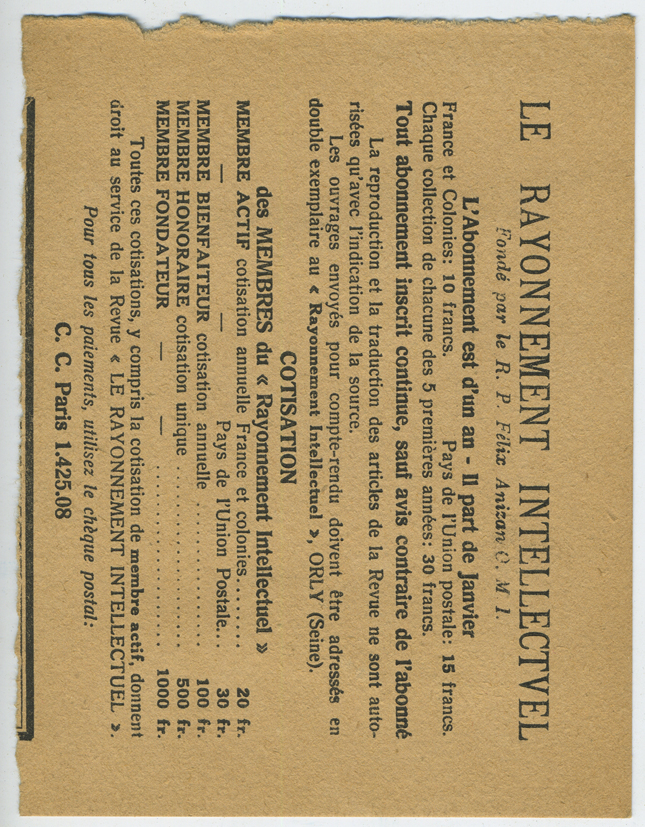 LE RAYONNEMENT INTELLECTVEL
Fondé par le R. P. Félix Anizan O. M I.
L'Abonnement est d'un an - Il part de Janvier
France et Colonies: 10 francs. Pays de l'Union postale: 15 francs.
Chaque collection de chacune des 5 premières années: 30 francs.
Tout abonnement inscrit continue, sauf avis contraire de l'abonné
La reproduction et la traduction des articles de la Revue ne sont auto-
risées qu'avec l'indication de la source.
Les ouvrages envoyés pour compte-rendu doivent être adressés en
double exemplaire au « Rayonnement Intellectuel », ORLY (Seine).
COTISATION
des MEMBRES du « Rayonnement Intellectuel »
MEMBRE ACTIF cotisation annuelle France et colonies....... 20 fr.
— — Pays de l'Union Postale... 30 fr.
MEMBRE BIENFAITEUR cotisation annuelle .................. 100 fr.
MEMBRE HONORAIRE cotisation unique ..................... 500 fr.
MEMBRE FONDATEUR — — ..................... 1000 fr.
Toutes ces cotisations, y compris la cotisation de membre actif, donnent
droit au service de la Revue « LE RAYONNEMENT INTELLECTUEL ».
Pour tous les paiements, utilisez le chèque postal:
C. C. Paris 1.425.08